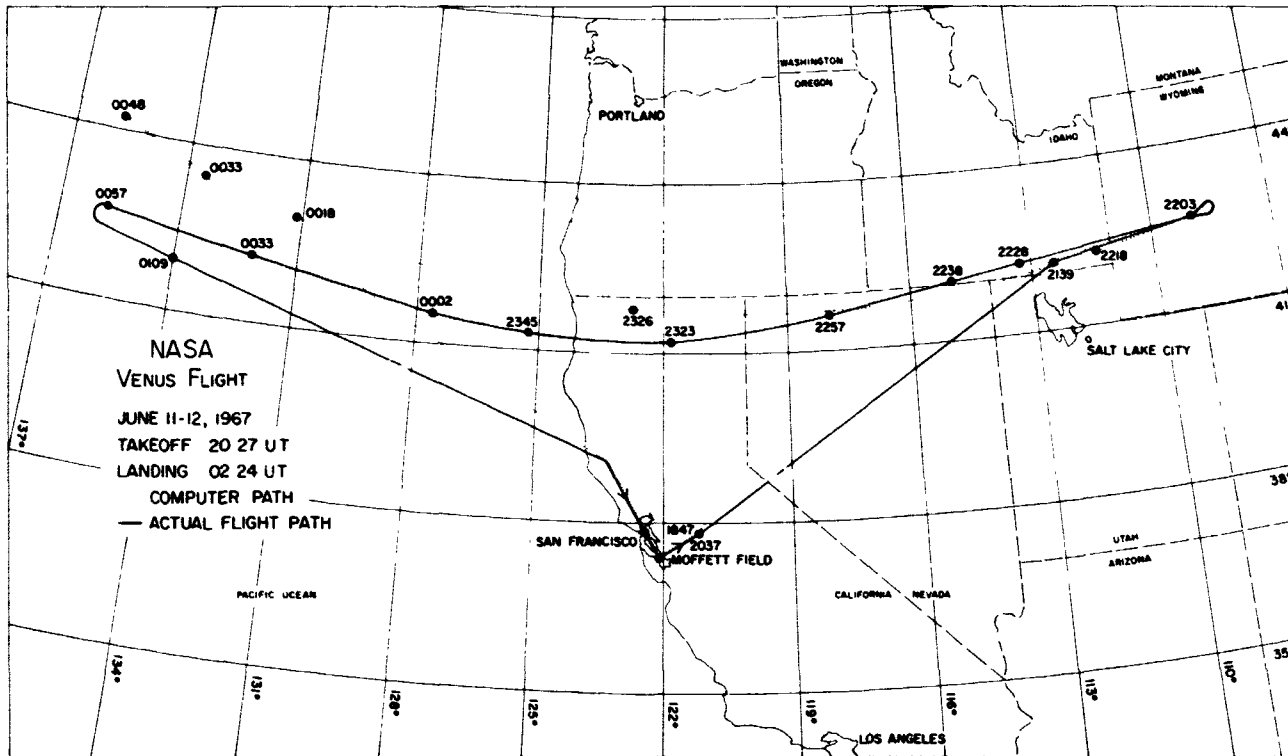 WASHINGTON
OREGON
MONTANA
WYOMING
IDAHO
PORTLAND
44
0048
0033
0018
0057
0033
0109
0002
2345
2326
2323
2257
2238
2228
2139
2218
2203
41
SALT LAKE CITY
NASA
VENUS FLIGHT
JUNE 11-12, 1967
TAKEOFF 20 27 UT
LANDING 02 24 UT
COMPUTER PATH
— ACTUAL FLIGHT PATH
137°
38°
SAN FRANCISCO
1847
2037
MOFFETT FIELD
UTAH
ARIZONA
PACIFIC OCEAN
CALIFORNIA
NEVADA
35
134°
131°
128°
125°
122°
119°
116°
113°
110°
LOS ANGELES